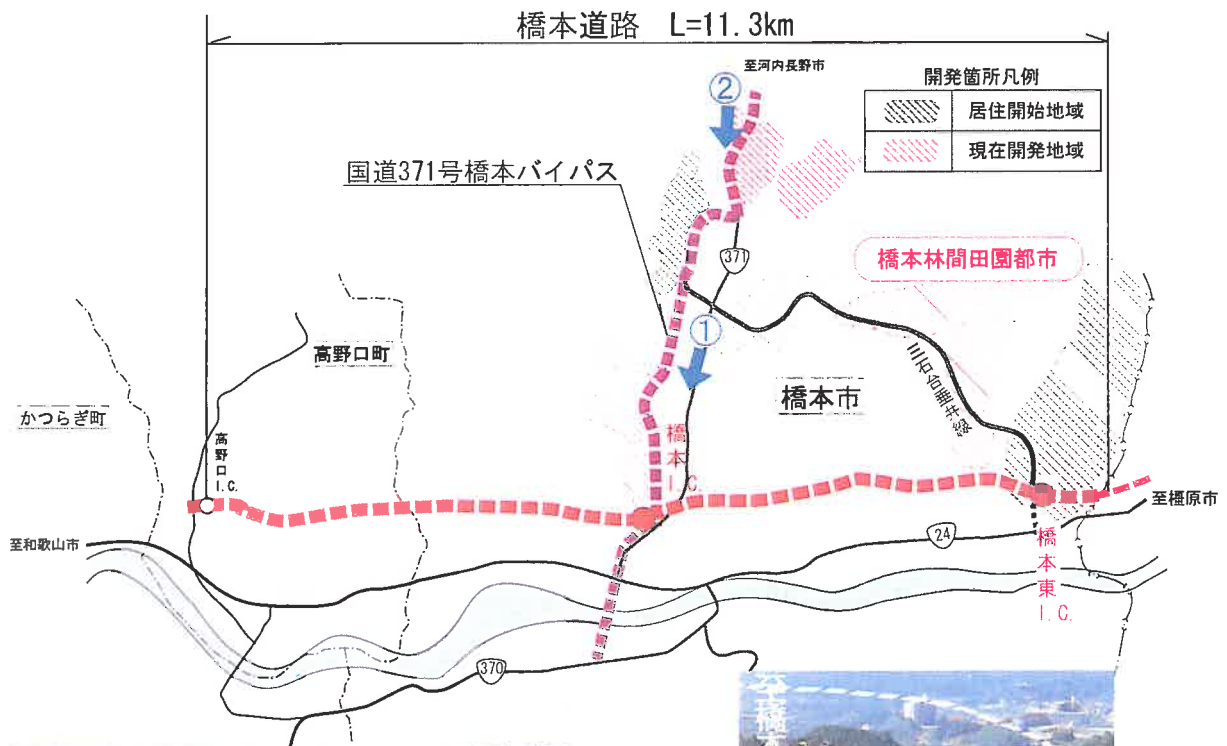 橋本道路 L=11.3km
至河内長野市
②
開発箇所凡例
居住開始地域
現在開発地域
国道371号橋本バイパス
371
橋本林間田園都市
①
高野口町
三石台垂井線
橋本市
かつらぎ町
高野口I.C.
橋本I.C.
至橿原市
至和歌山市
24
橋本東I.C.
370